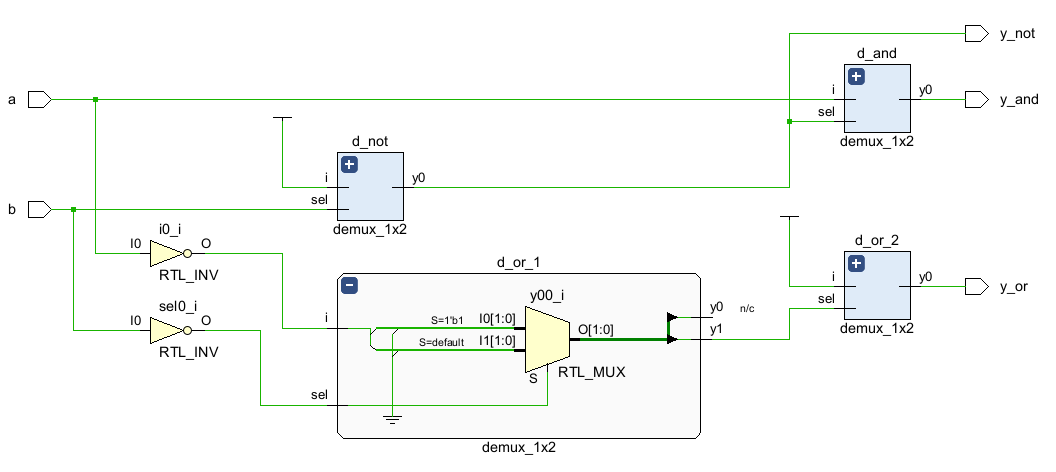 y_not
d_and
a
i
y0
y_and
sel
demux_1x2
d_not
i
y0
sel
b
demux_1x2
i0_i
I0
O
RTL_INV
d_or_2
d_or_1
i
y0
y_or
sel
demux_1x2
sel0_i
I0
O
RTL_INV
y00_i
i
S=1'b1
I0[1:0]
S=default
I1[1:0]
O[1:0]
S
RTL_MUX
y0
n/c
y1
sel
demux_1x2